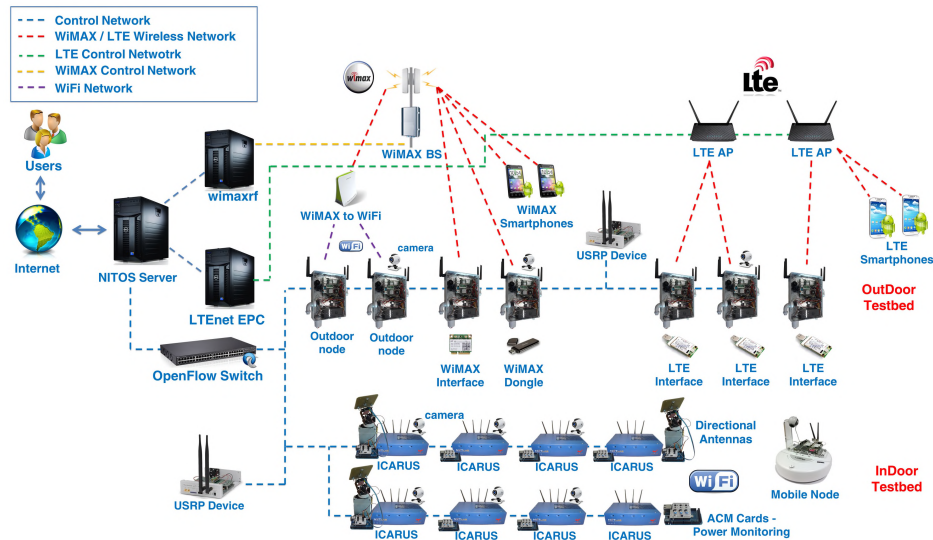 Control Network
WiMAX / LTE Wireless Network
LTE Control Netwotrk
WiMAX Control Network
WiFi Network
wimax
Lte
Users
wimaxrf
WiMAX BS
LTE AP
LTE AP
WiMAX to WiFi
WiMAX
Smartphones
Internet
NITOS Server
Wi Fi
camera
USRP Device
LTE
Smartphones
LTEnet EPC
OutDoor
Testbed
Outdoor
node
Outdoor
node
OpenFlow Switch
WiMAX
Interface
WiMAX
Dongle
LTE
Interface
LTE
Interface
LTE
Interface
camera
Directional
Antennas
ICARUS
ICARUS
ICARUS
ICARUS
Wi Fi
Mobile Node
InDoor
Testbed
USRP Device
ICARUS
ICARUS
ICARUS
ICARUS
ACM Cards -
Power Monitoring